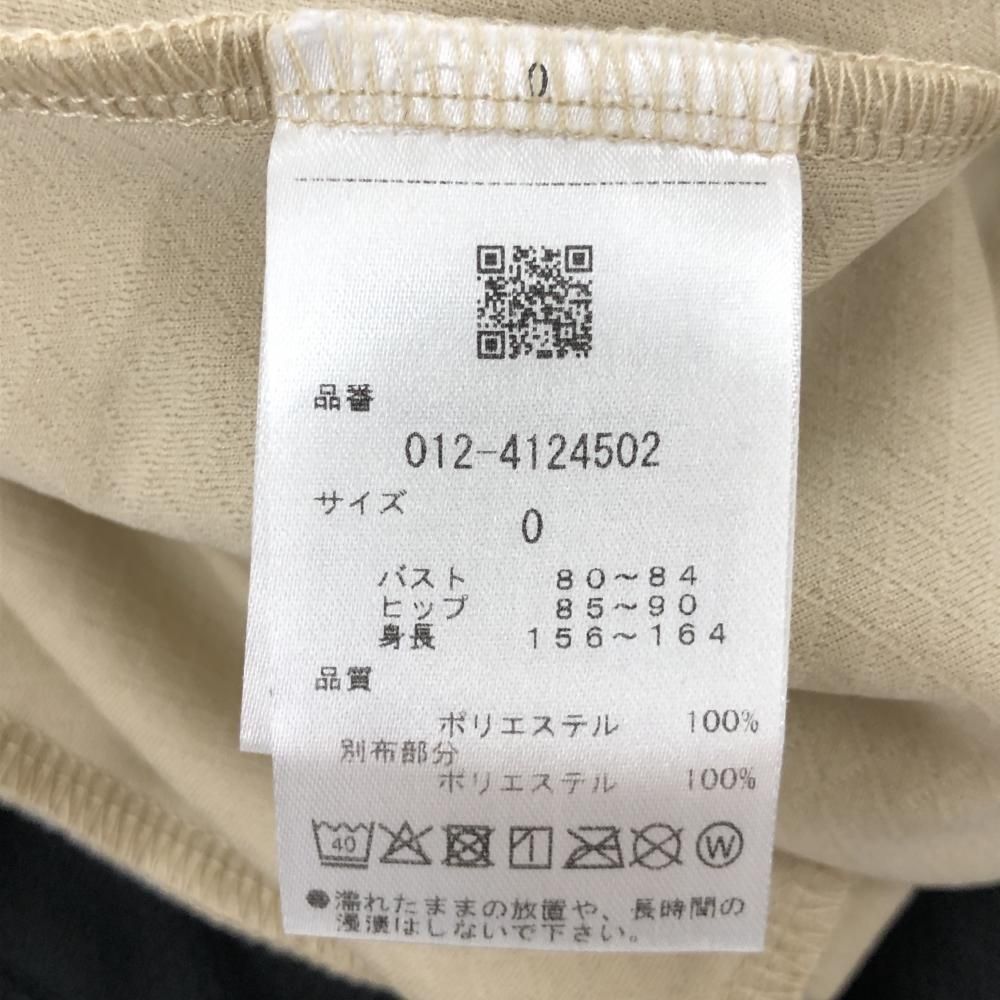 0
品番
012-4124502
サイズ
0
バスト 80～84
ヒップ 85～90
身長 156～164
品質
ポリエステル 100%
別布部分
ポリエステル 100%
40 W
●濡れたままの放置や、長時間の
浸漬はしないで下さい。